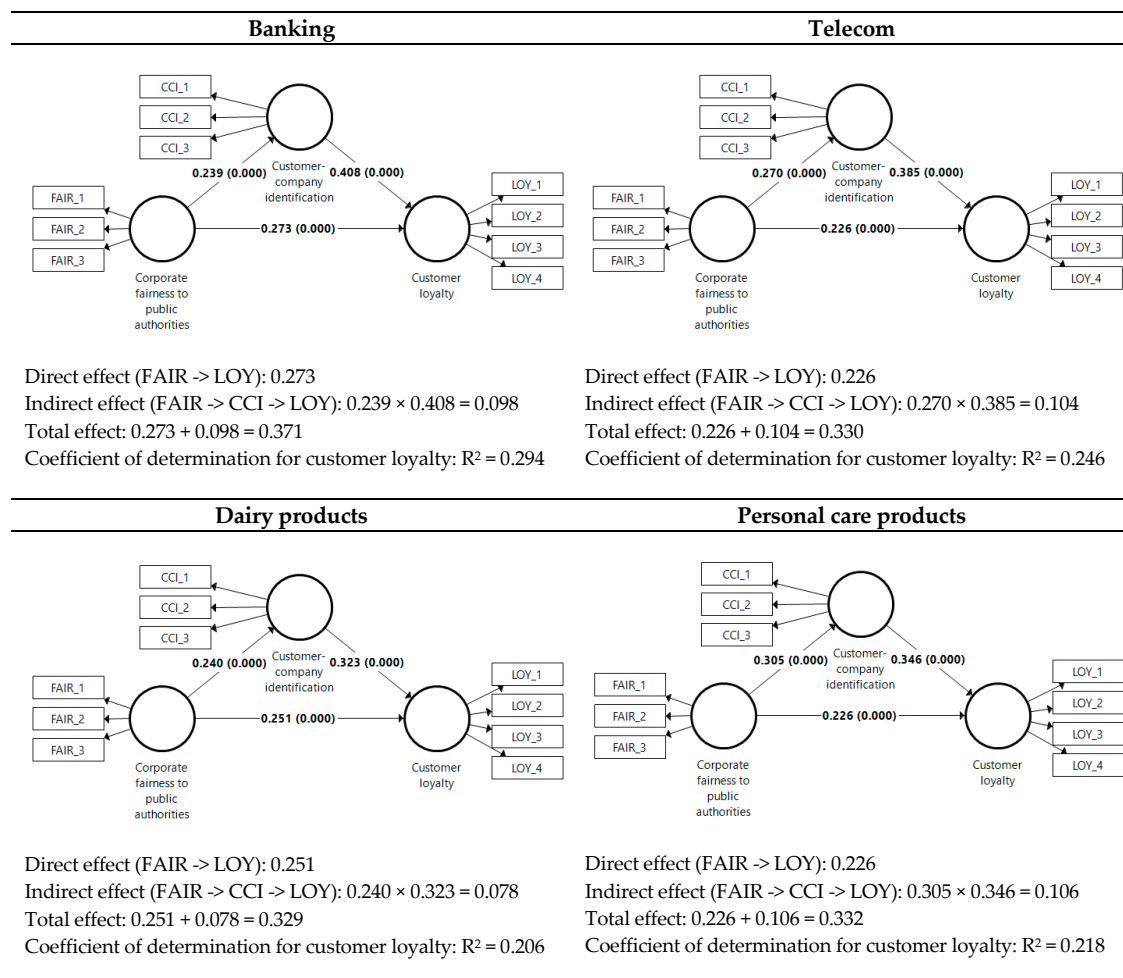 Banking
CCI_1
CCI_2
CCI_3
0.239 (0.000)
Customer-
company
identification
0.408 (0.000)
FAIR_1
FAIR_2
FAIR_3
0.273 (0.000)
LOY_1
LOY_2
LOY_3
LOY_4
Corporate
fairness to
public
authorities
Customer
loyalty
Direct effect (FAIR -> LOY): 0.273
Indirect effect (FAIR -> CCI -> LOY): 0.239 × 0.408 = 0.098
Total effect: 0.273 + 0.098 = 0.371
Coefficient of determination for customer loyalty: R² = 0.294
Telecom
CCI_1
CCI_2
CCI_3
0.270 (0.000)
Customer-
company
identification
0.385 (0.000)
FAIR_1
FAIR_2
FAIR_3
0.226 (0.000)
LOY_1
LOY_2
LOY_3
LOY_4
Corporate
fairness to
public
authorities
Customer
loyalty
Direct effect (FAIR -> LOY): 0.226
Indirect effect (FAIR -> CCI -> LOY): 0.270 × 0.385 = 0.104
Total effect: 0.226 + 0.104 = 0.330
Coefficient of determination for customer loyalty: R² = 0.246
Dairy products
CCI_1
CCI_2
CCI_3
0.240 (0.000)
Customer-
company
identification
0.323 (0.000)
FAIR_1
FAIR_2
FAIR_3
0.251 (0.000)
LOY_1
LOY_2
LOY_3
LOY_4
Corporate
fairness to
public
authorities
Customer
loyalty
Direct effect (FAIR -> LOY): 0.251
Indirect effect (FAIR -> CCI -> LOY): 0.240 × 0.323 = 0.078
Total effect: 0.251 + 0.078 = 0.329
Coefficient of determination for customer loyalty: R² = 0.206
Personal care products
CCI_1
CCI_2
CCI_3
0.305 (0.000)
Customer-
company
identification
0.346 (0.000)
FAIR_1
FAIR_2
FAIR_3
0.226 (0.000)
LOY_1
LOY_2
LOY_3
LOY_4
Corporate
fairness to
public
authorities
Customer
loyalty
Direct effect (FAIR -> LOY): 0.226
Indirect effect (FAIR -> CCI -> LOY): 0.305 × 0.346 = 0.106
Total effect: 0.226 + 0.106 = 0.332
Coefficient of determination for customer loyalty: R² = 0.218